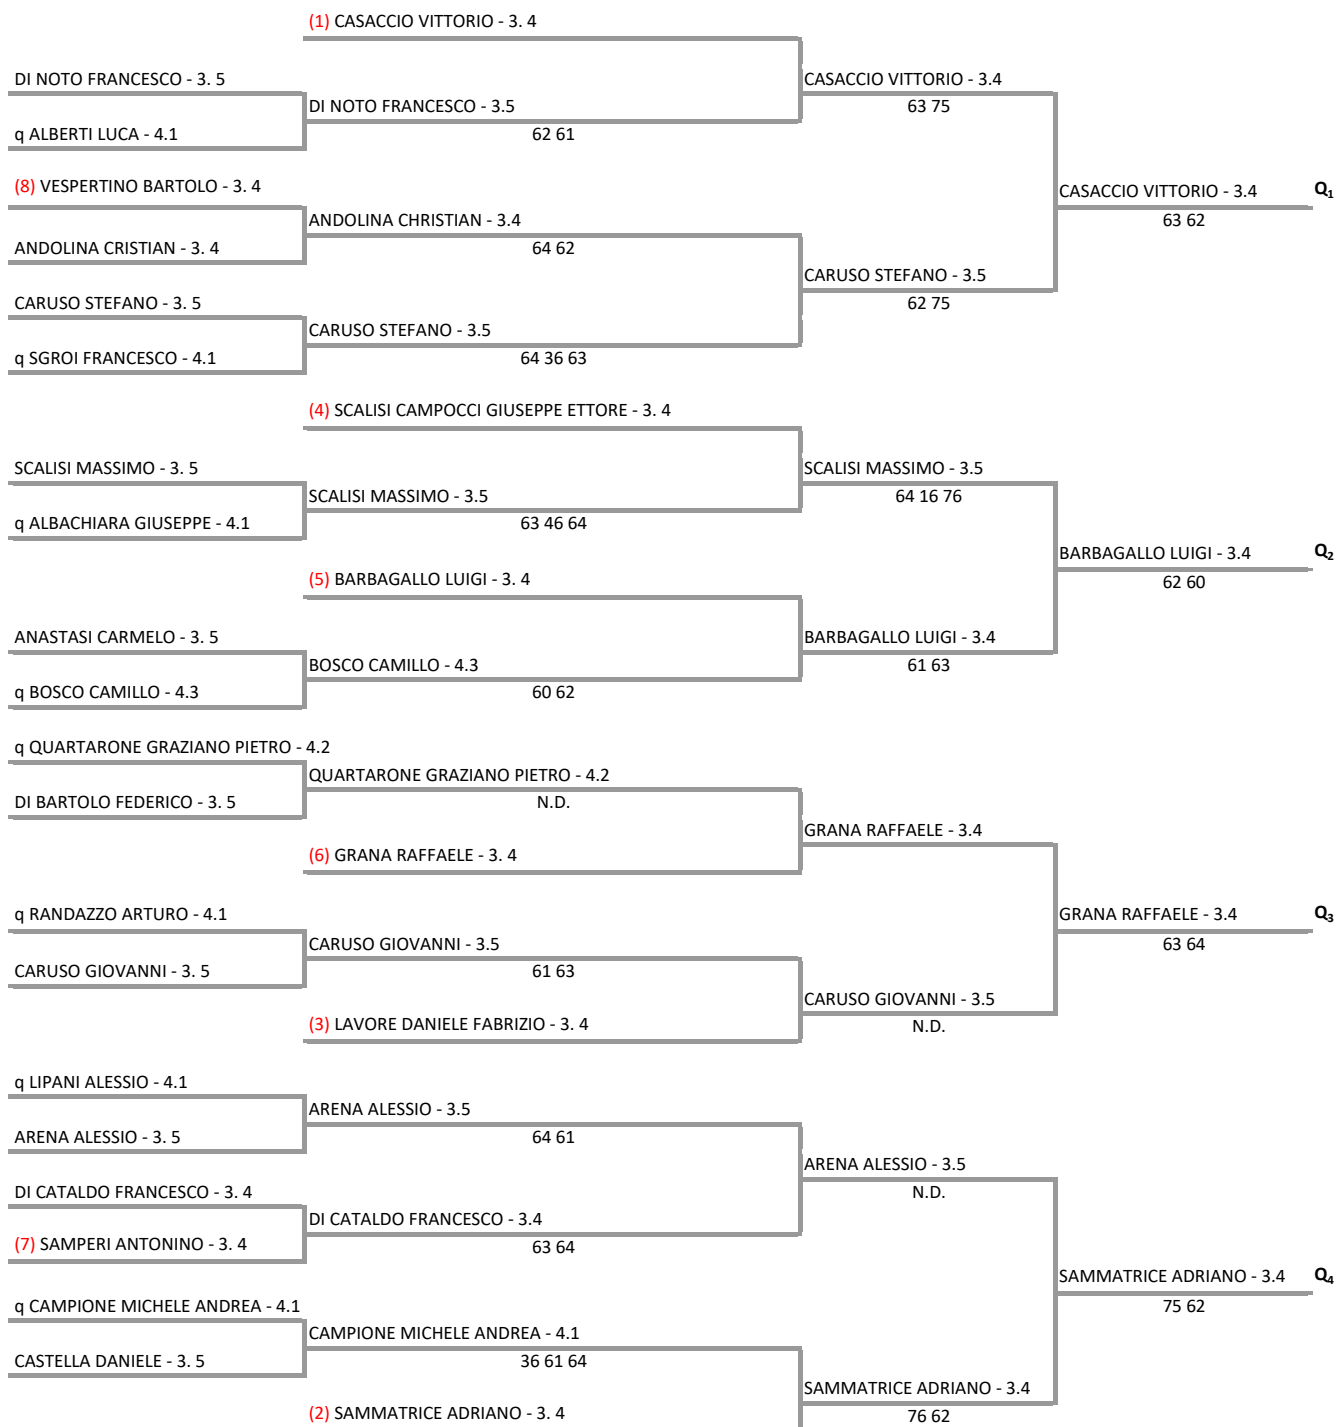 (1) CASACCIO VITTORIO - 3. 4
DI NOTO FRANCESCO - 3. 5
CASACCIO VITTORIO - 3.4
DI NOTO FRANCESCO - 3.5
63 75
q ALBERTI LUCA - 4.1
62 61
(8) VESPERTINO BARTOLO - 3. 4
CASACCIO VITTORIO - 3.4
Q₁
ANDOLINA CHRISTIAN - 3.4
63 62
ANDOLINA CRISTIAN - 3. 4
64 62
CARUSO STEFANO - 3.5
CARUSO STEFANO - 3. 5
62 75
CARUSO STEFANO - 3.5
q SGROI FRANCESCO - 4.1
64 36 63
(4) SCALISI CAMPOCCI GIUSEPPE ETTORE - 3. 4
SCALISI MASSIMO - 3. 5
SCALISI MASSIMO - 3.5
SCALISI MASSIMO - 3.5
64 16 76
q ALBACHIARA GIUSEPPE - 4.1
63 46 64
BARBAGALLO LUIGI - 3.4
Q₂
(5) BARBAGALLO LUIGI - 3. 4
62 60
ANASTASI CARMELO - 3. 5
BARBAGALLO LUIGI - 3.4
BOSCO CAMILLO - 4.3
61 63
q BOSCO CAMILLO - 4.3
60 62
q QUARTARONE GRAZIANO PIETRO - 4.2
QUARTARONE GRAZIANO PIETRO - 4.2
DI BARTOLO FEDERICO - 3. 5
N.D.
GRANA RAFFAELE - 3.4
(6) GRANA RAFFAELE - 3. 4
q RANDAZZO ARTURO - 4.1
GRANA RAFFAELE - 3.4
Q₃
CARUSO GIOVANNI - 3.5
63 64
CARUSO GIOVANNI - 3. 5
61 63
CARUSO GIOVANNI - 3.5
(3) LAVORE DANIELE FABRIZIO - 3. 4
N.D.
q LIPANI ALESSIO - 4.1
ARENA ALESSIO - 3.5
ARENA ALESSIO - 3. 5
64 61
ARENA ALESSIO - 3.5
DI CATALDO FRANCESCO - 3. 4
N.D.
DI CATALDO FRANCESCO - 3.4
(7) SAMPERI ANTONINO - 3. 4
63 64
SAMMATRICE ADRIANO - 3.4
Q₄
q CAMPIONE MICHELE ANDREA - 4.1
75 62
CAMPIONE MICHELE ANDREA - 4.1
CASTELLA DANIELE - 3. 5
36 61 64
SAMMATRICE ADRIANO - 3.4
(2) SAMMATRICE ADRIANO - 3. 4
76 62